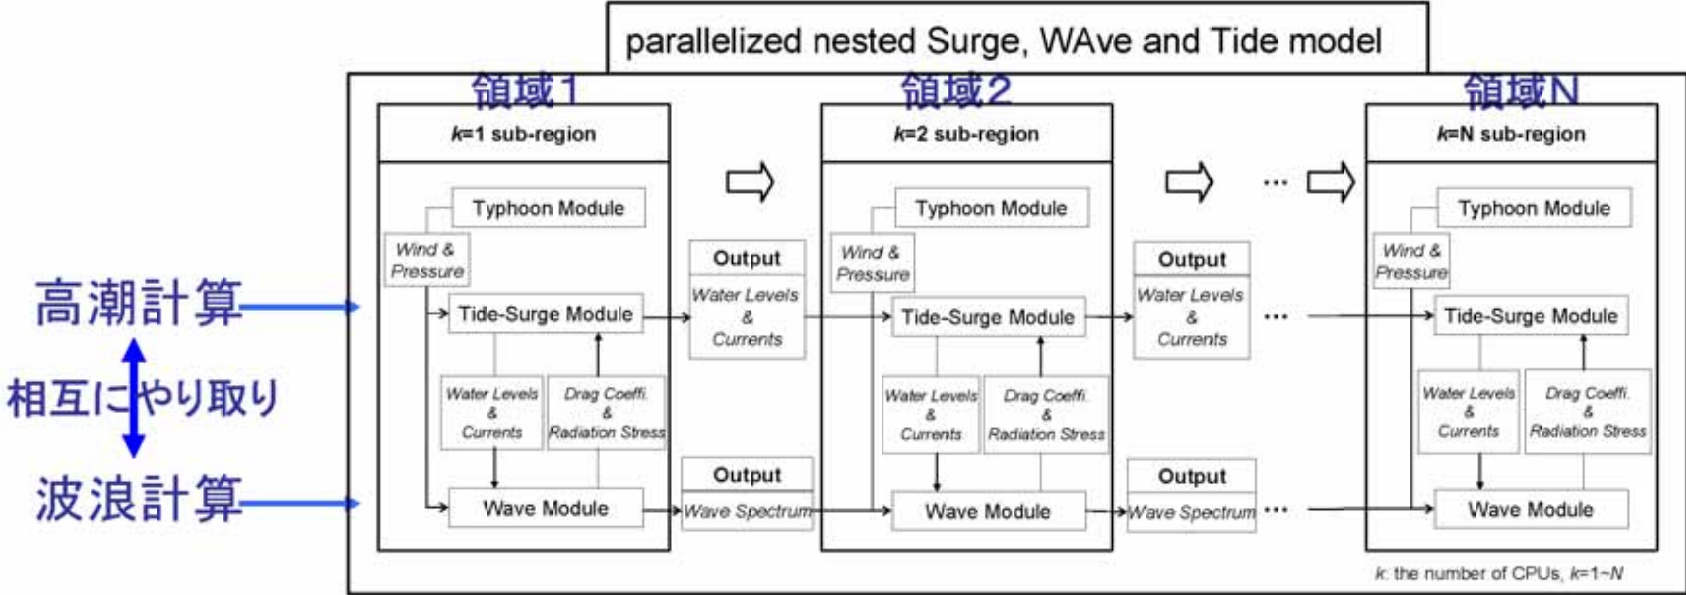 parallelized nested Surge, WAve and Tide model
領域1
k=1 sub-region
Typhoon Module
Wind &
Pressure
Tide-Surge Module
Water Levels
&
Currents
Drag Coeffi.
&
Radiation Stress
Wave Module
Output
Water Levels
&
Currents
Output
Wave Spectrum
領域2
k=2 sub-region
Typhoon Module
Wind &
Pressure
Tide-Surge Module
Water Levels
&
Currents
Drag Coeffi.
&
Radiation Stress
Wave Module
Output
Water Levels
&
Currents
Output
Wave Spectrum
...
...
...
領域N
k=N sub-region
Typhoon Module
Wind &
Pressure
Tide-Surge Module
Water Levels
&
Currents
Drag Coeffi.
&
Radiation Stress
Wave Module
k: the number of CPUs, k=1~N
高潮計算
相互にやり取り
波浪計算